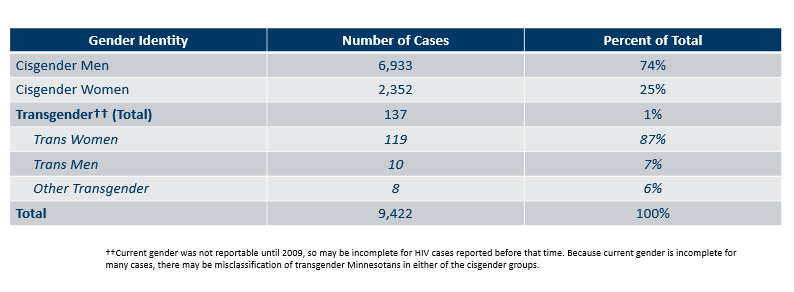 Gender Identity Number of Cases Percent of Total
Cisgender Men 6,933 74%
Cisgender Women 2,352 25%
Transgender†† (Total) 137 1%
Trans Women 119 87%
Trans Men 10 7%
Other Transgender 8 6%
Total 9,422 100%
††Current gender was not reportable until 2009, so may be incomplete for HIV cases reported before that time. Because current gender is incomplete for
many cases, there may be misclassification of transgender Minnesotans in either of the cisgender groups.